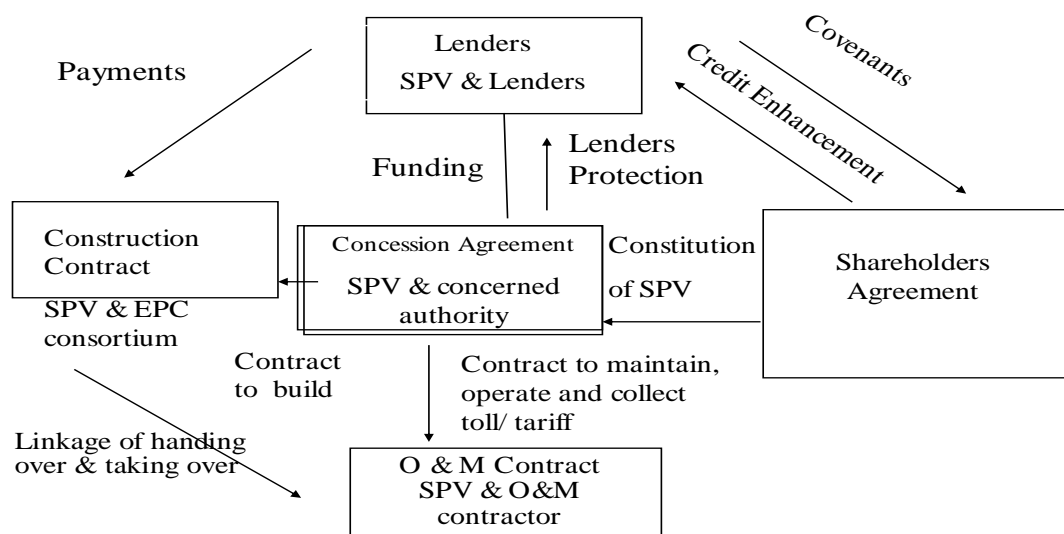 Lenders
SPV & Lenders
Payments
Covenants
Credit Enhancement
Funding
Lenders
Protection
Construction
Contract
SPV & EPC
consortium
Concession Agreement
SPV & concerned
authority
Constitution
of SPV
Shareholders
Agreement
Contract
to build
Contract to maintain,
operate and collect
toll/ tariff
Linkage of handing
over & taking over
O & M Contract
SPV & O&M
contractor